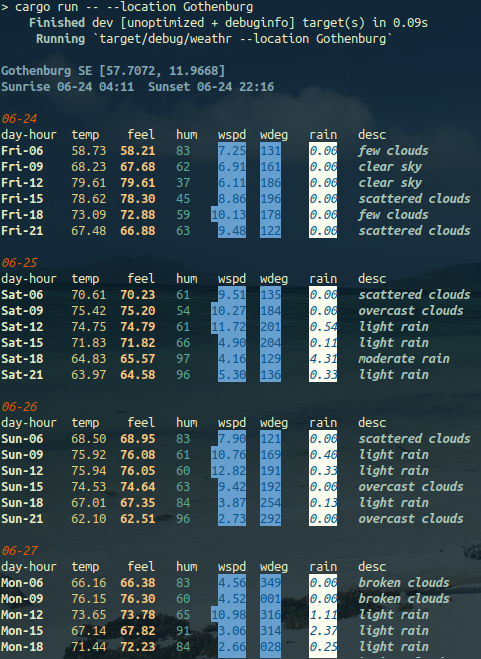 > cargo run -- --location Gothenburg
Finished dev [unoptimized + debuginfo] target(s) in 0.09s
Running `target/debug/weathr --location Gothenburg`
Gothenburg SE [57.7072, 11.9668]
Sunrise 06-24 04:11 Sunset 06-24 22:16
06-24
day-hour temp feel hum wspd wdeg rain desc
Fri-06 58.73 58.21 83 7.25 131 0.00 few clouds
Fri-09 68.23 67.68 62 6.91 161 0.00 clear sky
Fri-12 79.61 79.61 37 6.11 186 0.00 clear sky
Fri-15 78.62 78.30 45 8.86 196 0.00 scattered clouds
Fri-18 73.09 72.88 59 10.13 178 0.00 few clouds
Fri-21 67.48 66.88 63 9.48 122 0.00 scattered clouds
06-25
day-hour temp feel hum wspd wdeg rain desc
Sat-06 70.61 70.23 61 9.51 135 0.00 scattered clouds
Sat-09 75.42 75.20 54 10.27 184 0.00 overcast clouds
Sat-12 74.75 74.79 61 11.72 201 0.54 light rain
Sat-15 71.83 71.82 66 4.90 204 0.11 light rain
Sat-18 64.83 65.57 97 4.16 129 4.31 moderate rain
Sat-21 63.97 64.58 96 5.30 136 0.33 light rain
06-26
day-hour temp feel hum wspd wdeg rain desc
Sun-06 68.50 68.95 83 7.90 121 0.00 scattered clouds
Sun-09 75.92 76.08 61 10.76 169 0.40 light rain
Sun-12 75.94 76.05 60 12.82 191 0.33 light rain
Sun-15 74.53 74.64 63 9.42 192 0.00 overcast clouds
Sun-18 67.01 67.35 84 3.87 254 0.13 light rain
Sun-21 62.10 62.51 96 2.73 292 0.00 overcast clouds
06-27
day-hour temp feel hum wspd wdeg rain desc
Mon-06 66.16 66.38 83 4.56 349 0.00 broken clouds
Mon-09 76.15 76.30 60 4.52 001 0.00 broken clouds
Mon-12 73.65 73.78 65 10.98 316 1.11 light rain
Mon-15 67.14 67.82 91 3.06 314 2.37 light rain
Mon-18 71.44 72.23 84 2.66 028 0.25 light rain